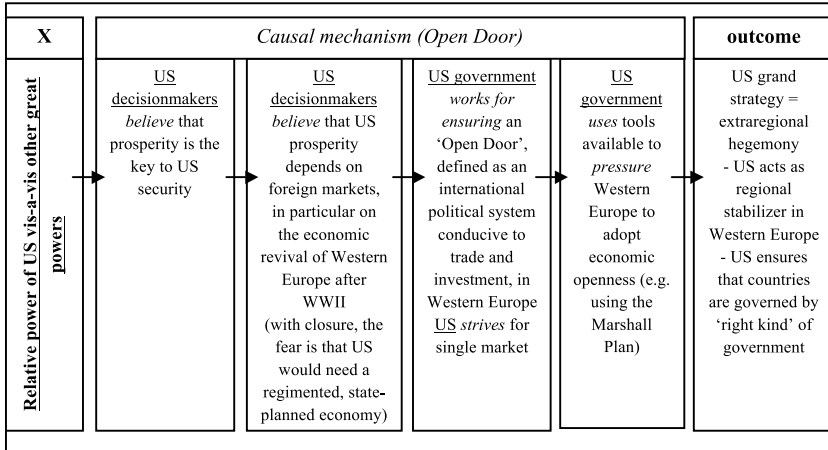 X
Causal mechanism (Open Door)
outcome
Relative power of US vis-a-vis other great
powers
US
decisionmakers
believe that
prosperity is the
key to US
security
US
decisionmakers
believe that US
prosperity
depends on
foreign markets,
in particular on
the economic
revival of Western
Europe after
WWII
(with closure, the
fear is that US
would need a
regimented, state-
planned economy)
US government
works for
ensuring an
‘Open Door’,
defined as an
international
political system
conducive to
trade and
investment, in
Western Europe
US strives for
single market
US
government
uses tools
available to
pressure
Western
Europe to
adopt
economic
openness (e.g.
using the
Marshall
Plan)
US grand
strategy =
extraregional
hegemony
- US acts as
regional
stabilizer in
Western Europe
- US ensures
that countries
are governed by
‘right kind’ of
government